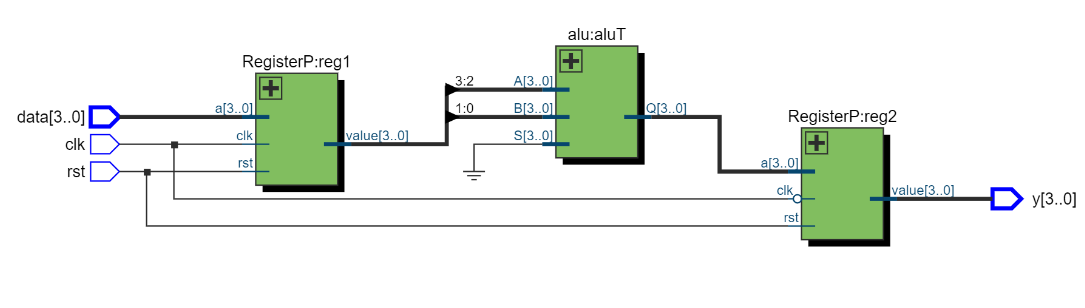 alu:aluT
RegisterP:reg1
3:2
A[3..0]
data[3..0]
a[3..0]
1:0
B[3..0]
Q[3..0]
RegisterP:reg2
clk
clk
value[3..0]
S[3..0]
rst
rst
a[3..0]
clk
value[3..0]
y[3..0]
rst